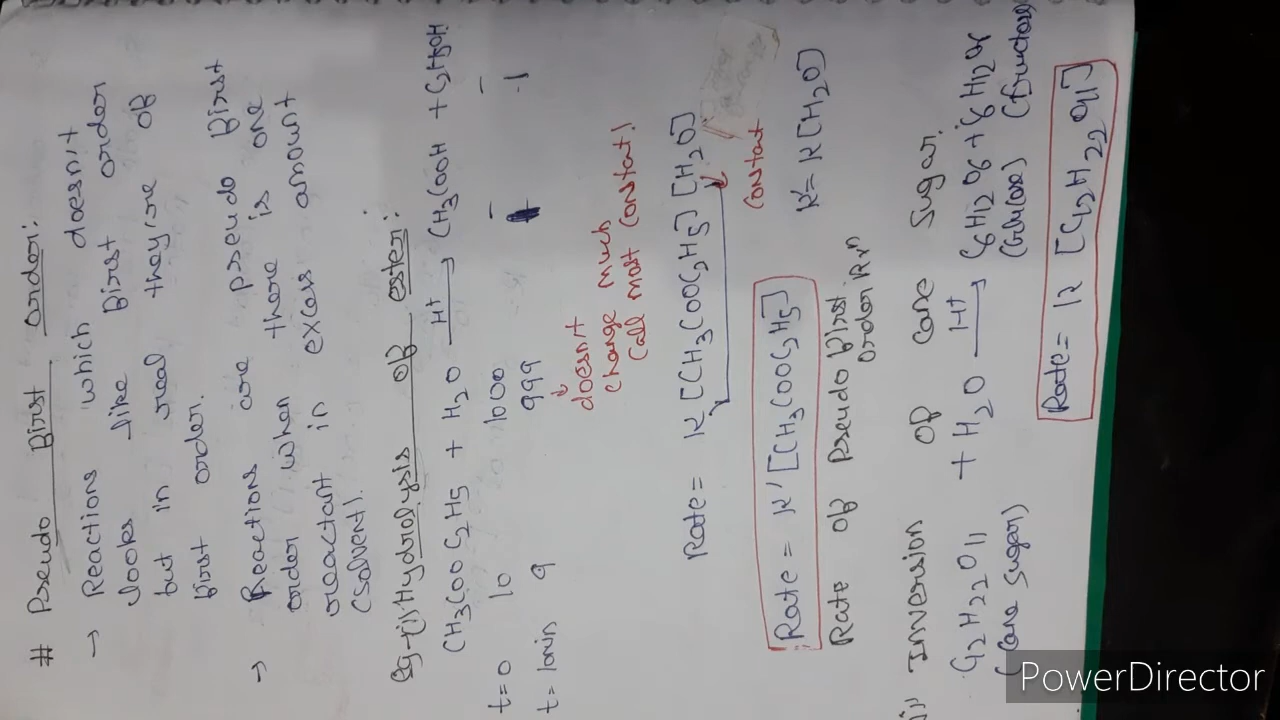 # Pseudo First order:
→ Reactions which doesn't
looks like first order
but in real they're of
first order.
→ Reactions are pseudo first
order when there is one
reactant in excess amount
(solvent).
Eg-(i) Hydrolysis of ester:
CH3COOC2H5 + H2O H+→ CH3COOH + C2H5OH
t=0 10 1000 - -
t=10min 9 999 1 1
↓
doesn't
change much
Call most constant!
Rate = K [CH3COOC2H5] [H2O]
constant
Rate = K' [CH3COOC2H5] K'= K[H2O]
Rate of Pseudo first
order Rxn
(ii) Inversion of cane sugar.
C12H22O11 + H2O H+→ C6H12O6 + C6H12O6
(Cane sugar) (Glucose) (fructose)
Rate = K [C12H22O11]
PowerDirector